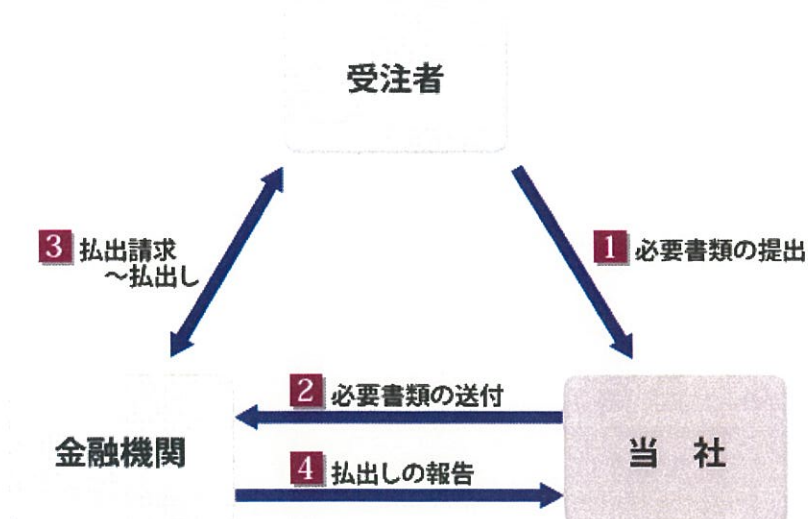 受注者
3 払出請求
～払出し
1 必要書類の提出
2 必要書類の送付
金融機関
当 社
4 払出しの報告